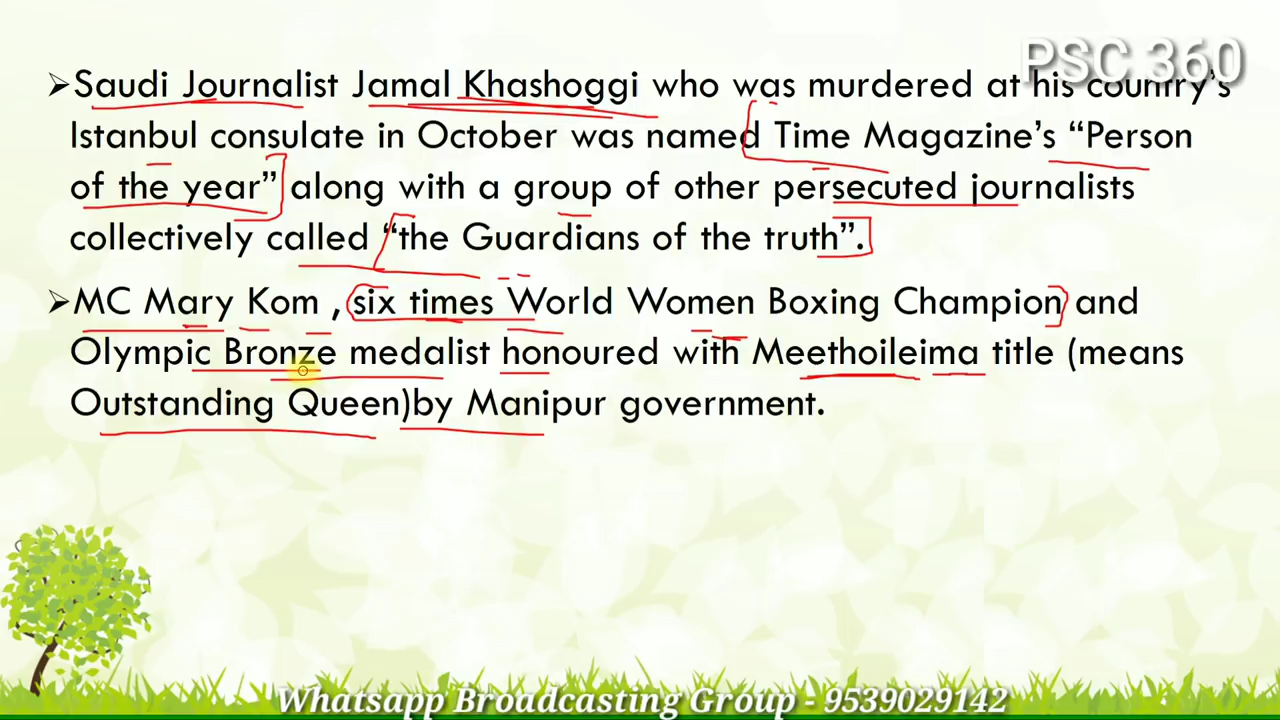 PSC 360
➢Saudi Journalist Jamal Khashoggi who was murdered at his country's
Istanbul consulate in October was named Time Magazine's “Person
of the year” along with a group of other persecuted journalists
collectively called “the Guardians of the truth”.
➢MC Mary Kom , six times World Women Boxing Champion and
Olympic Bronze medalist honoured with Meethoileima title (means
Outstanding Queen)by Manipur government.
Whatsapp Broadcasting Group - 9539029142